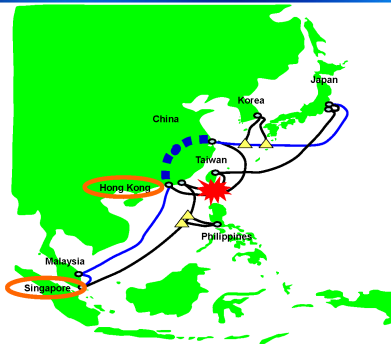 Japan
Korea
China
Taiwan
Hong Kong
Philippines
Malaysia
Singapore